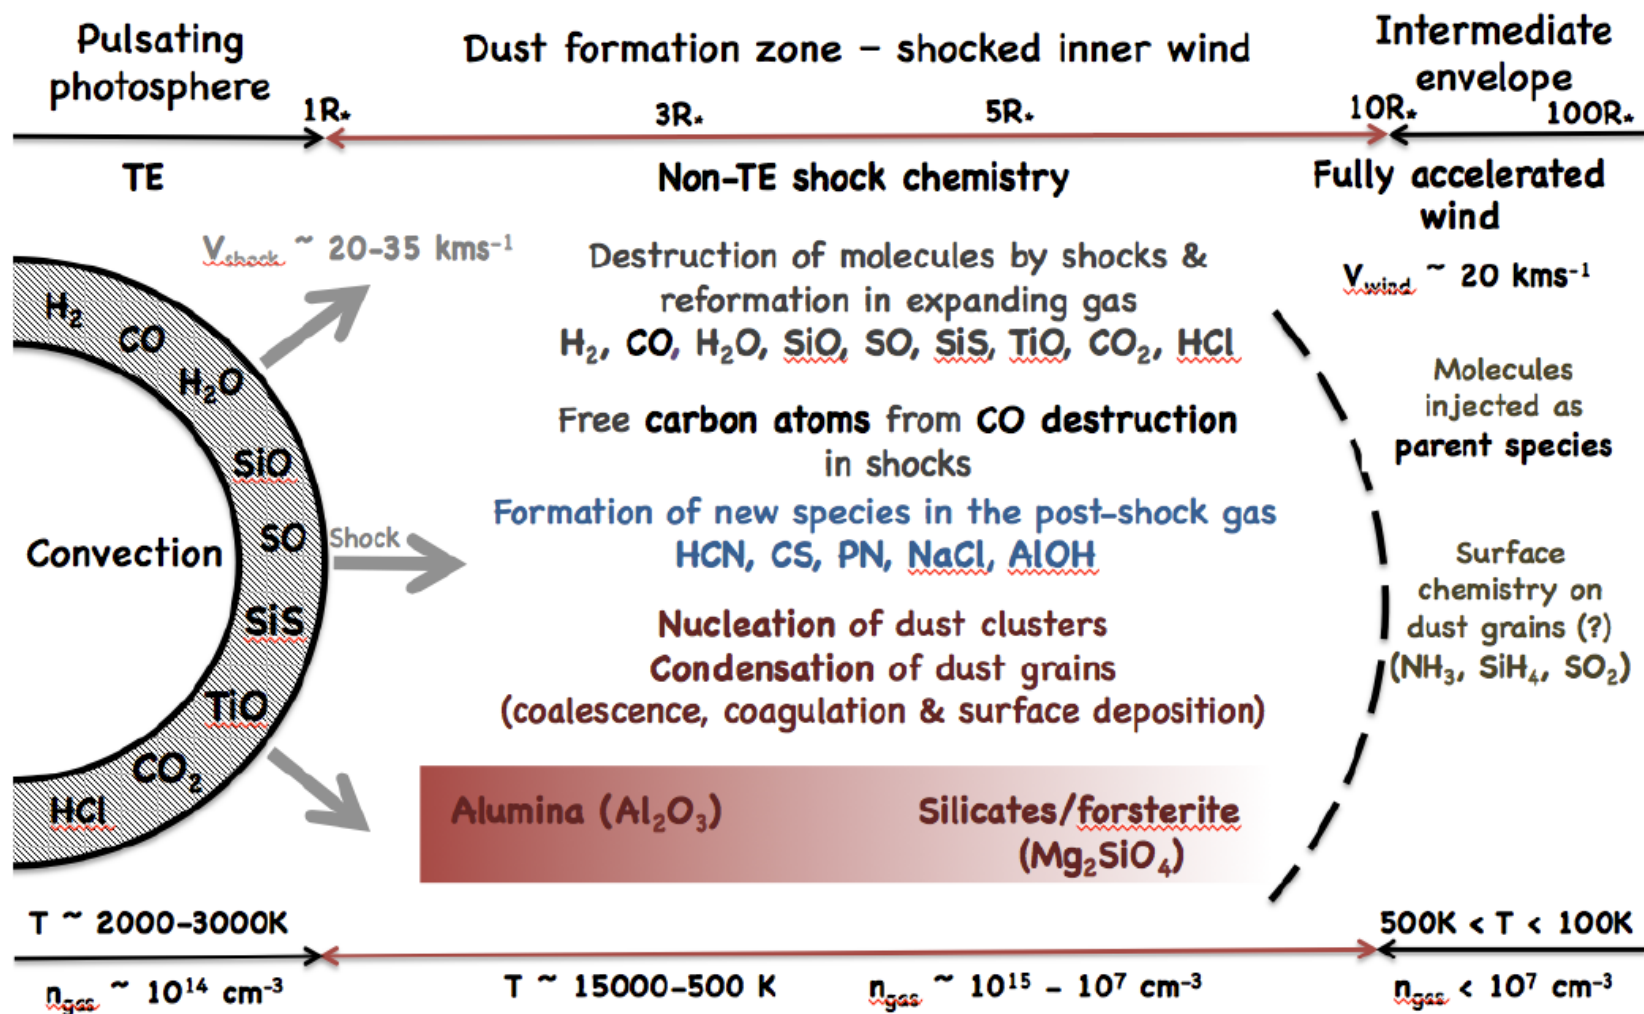 Pulsating
photosphere
Dust formation zone – shocked inner wind
Intermediate
envelope
1R*
3R*
5R*
10R*
100R*
TE
Non-TE shock chemistry
Fully accelerated
wind
V_shock ~ 20-35 kms⁻¹
V_wind ~ 20 kms⁻¹
Destruction of molecules by shocks &
reformation in expanding gas
H₂, CO, H₂O, SiO, SO, SiS, TiO, CO₂, HCl
Free carbon atoms from CO destruction
in shocks
Formation of new species in the post-shock gas
HCN, CS, PN, NaCl, AlOH
Nucleation of dust clusters
Condensation of dust grains
(coalescence, coagulation & surface deposition)
Alumina (Al₂O₃)
Silicates/forsterite
(Mg₂SiO₄)
H₂
CO
H₂O
SiO
SO
SiS
TiO
CO₂
HCl
Convection
Shock
Molecules
injected as
parent species
Surface
chemistry on
dust grains (?)
(NH₃, SiH₄, SO₂)
T ~ 2000-3000K
n_gas ~ 10¹⁴ cm⁻³
T ~ 15000-500 K
n_gas ~ 10¹⁵ - 10⁷ cm⁻³
500K < T < 100K
n_gas < 10⁷ cm⁻³